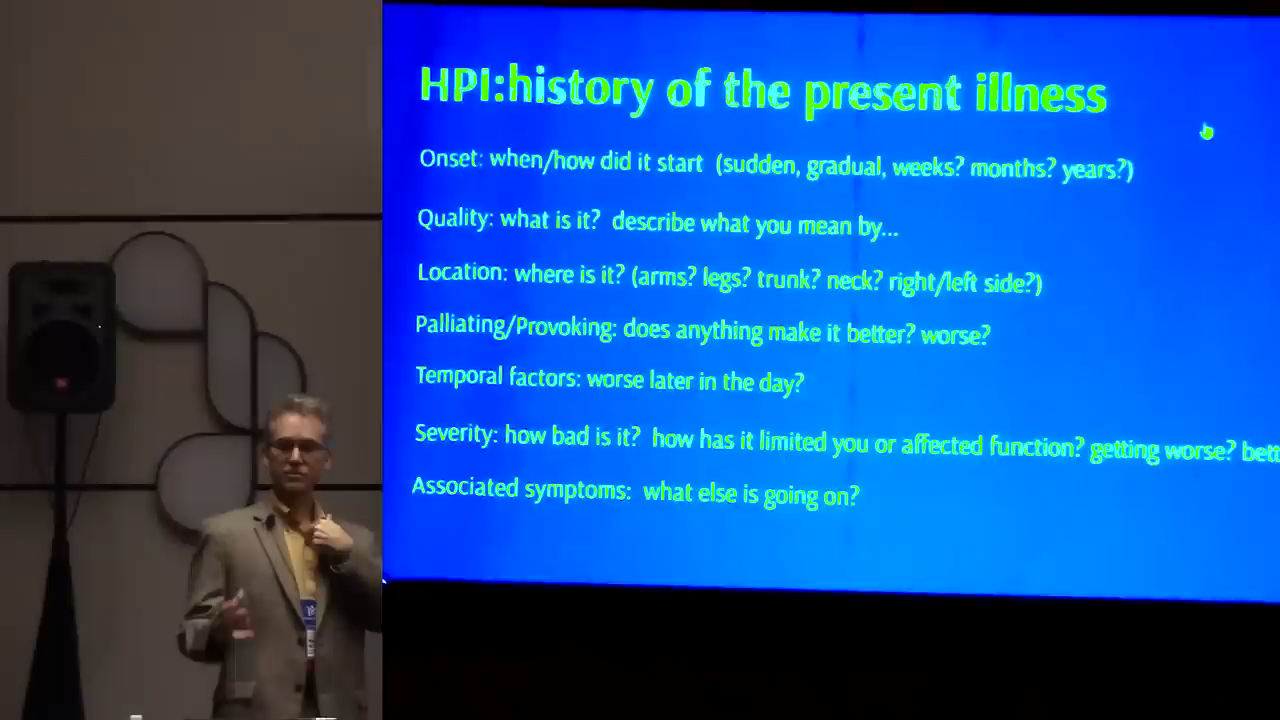 HPI:history of the present illness
Onset: when/how did it start (sudden, gradual, weeks? months? years?)
Quality: what is it? describe what you mean by...
Location: where is it? (arms? legs? trunk? neck? right/left side?)
Palliating/Provoking: does anything make it better? worse?
Temporal factors: worse later in the day?
Severity: how bad is it? how has it limited you or affected function? getting worse? bett
Associated symptoms: what else is going on?